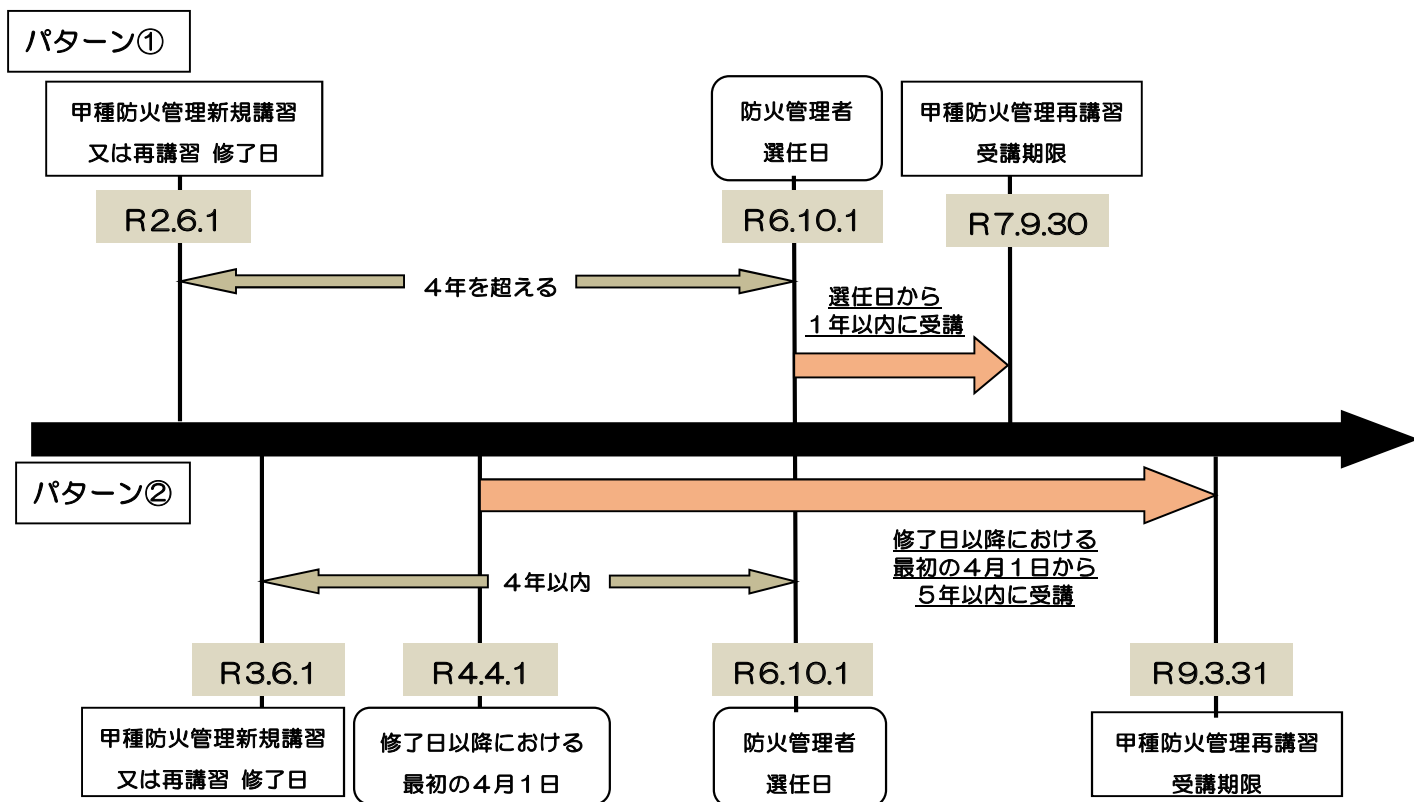 パターン①
甲種防火管理新規講習
又は再講習 修了日
防火管理者
選任日
甲種防火管理再講習
受講期限
R2.6.1
R6.10.1
R7.9.30
4年を超える
選任日から
1年以内に受講
パターン②
修了日以降における
最初の4月1日から
5年以内に受講
4年以内
R3.6.1
R4.4.1
R6.10.1
R9.3.31
甲種防火管理新規講習
又は再講習 修了日
修了日以降における
最初の4月1日
防火管理者
選任日
甲種防火管理再講習
受講期限